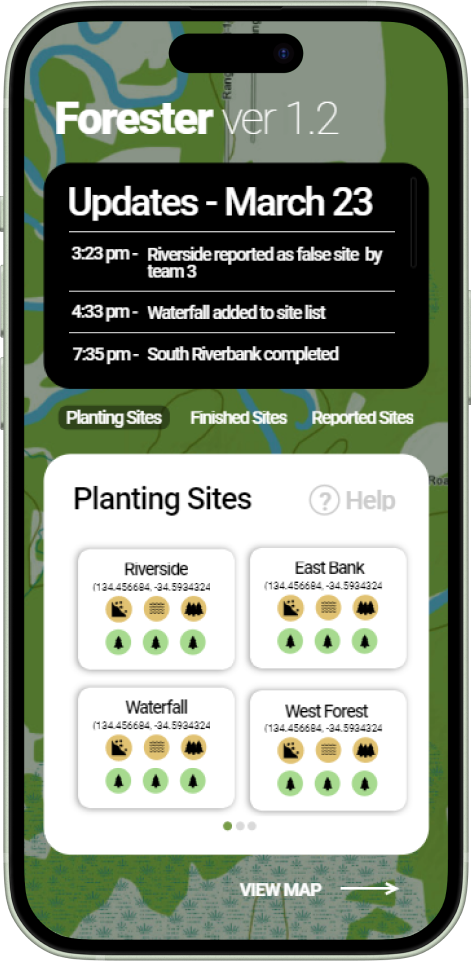 Rang
Forester ver 1.2
Updates - March 23
3:23 pm - Riverside reported as false site by
team 3
4:33 pm - Waterfall added to site list
7:35 pm - South Riverbank completed
Planting Sites Finished Sites Reported Sites
Roa
Planting Sites ? Help
Riverside East Bank
(134.456684, -34.5934324 (134.456684, -34.5934324
Waterfall West Forest
(134.456684, -34.5934324 (134.456684, -34.5934324
VIEW MAP